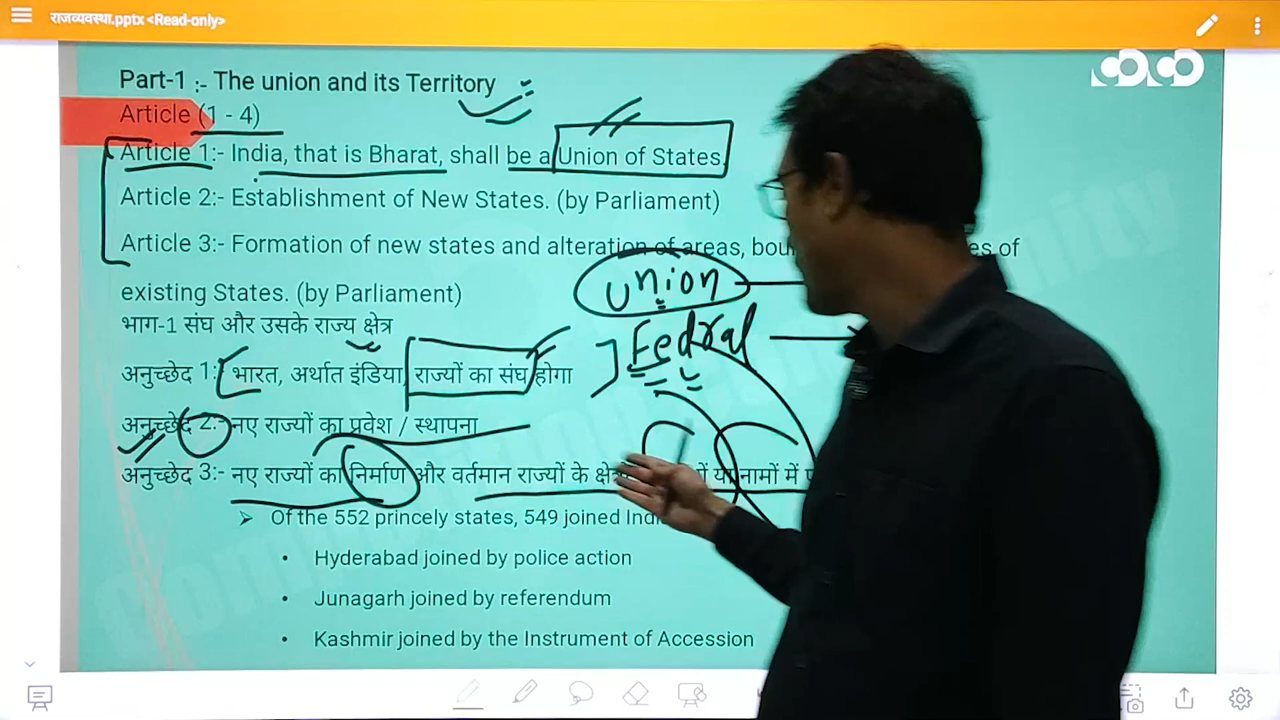 राजव्यवस्था.pptx <Read-only>
Part-1 :- The union and its Territory
Article (1 - 4)
Article 1:- India, that is Bharat, shall be a Union of States.
Article 2:- Establishment of New States. (by Parliament)
Article 3:- Formation of new states and alteration of areas, es of
union
existing States. (by Parliament)
Fedral
भाग-1 संघ और उसके राज्य क्षेत्र
अनुच्छेद 1: भारत, अर्थात इंडिया, राज्यों का संघ होगा
अनुच्छेद 2:- नए राज्यों का प्रवेश / स्थापना
अनुच्छेद 3:- नए राज्यों का निर्माण और वर्तमान राज्यों के या नामों में
➢ Of the 552 princely states, 549 joined
• Hyderabad joined by police action
• Junagarh joined by referendum
• Kashmir joined by the Instrument of Accession